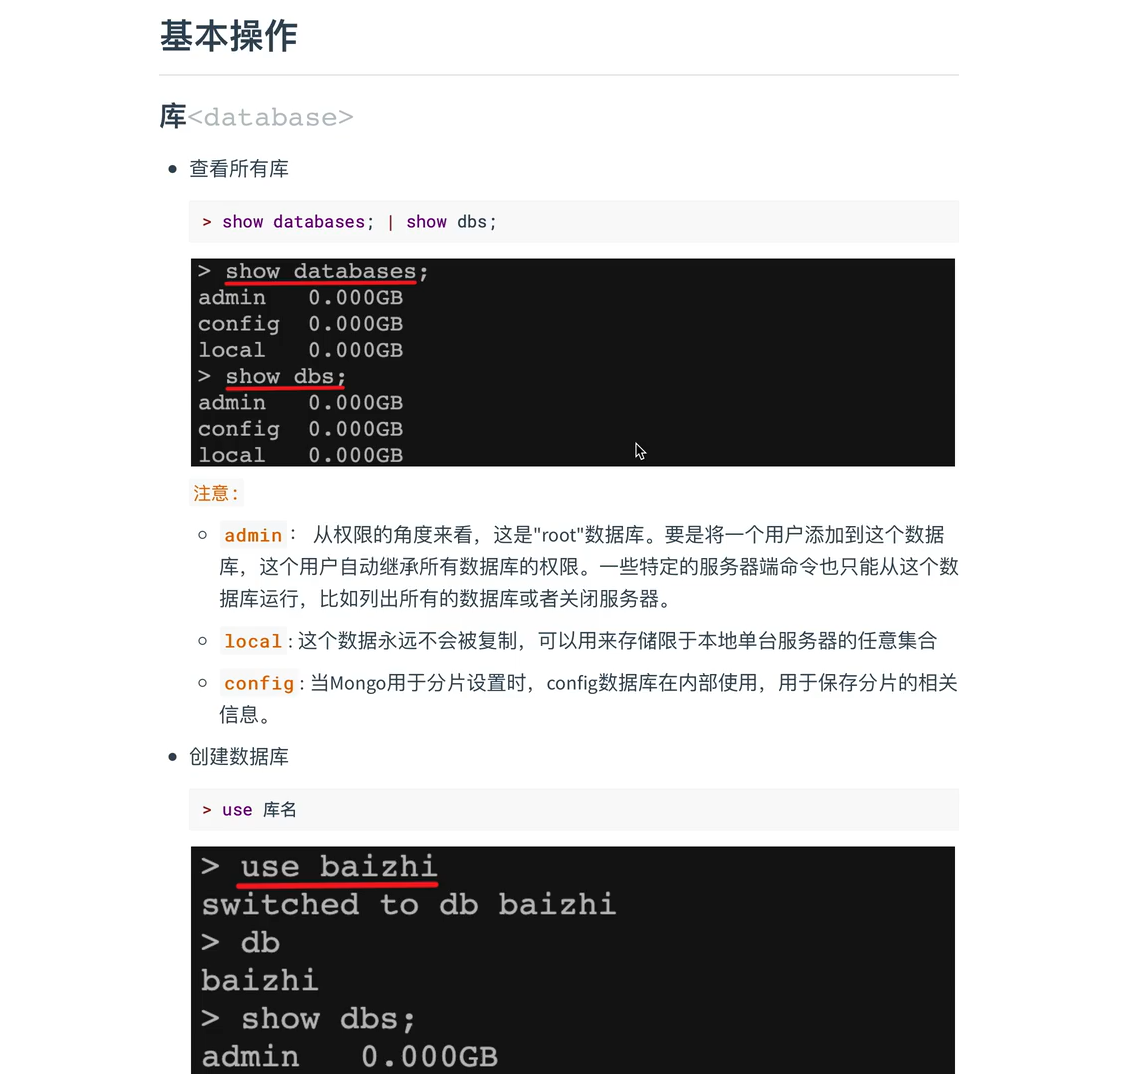 基本操作
库<database>
查看所有库
> show databases; | show dbs;
> show databases;
admin 0.000GB
config 0.000GB
local 0.000GB
> show dbs;
admin 0.000GB
config 0.000GB
local 0.000GB
注意：
admin： 从权限的角度来看，这是"root"数据库。要是将一个用户添加到这个数据
库，这个用户自动继承所有数据库的权限。一些特定的服务器端命令也只能从这个数
据库运行，比如列出所有的数据库或者关闭服务器。
local: 这个数据永远不会被复制，可以用来存储限于本地单台服务器的任意集合
config: 当Mongo用于分片设置时，config数据库在内部使用，用于保存分片的相关
信息。
创建数据库
> use 库名
> use baizhi
switched to db baizhi
> db
baizhi
> show dbs;
admin 0.000GB